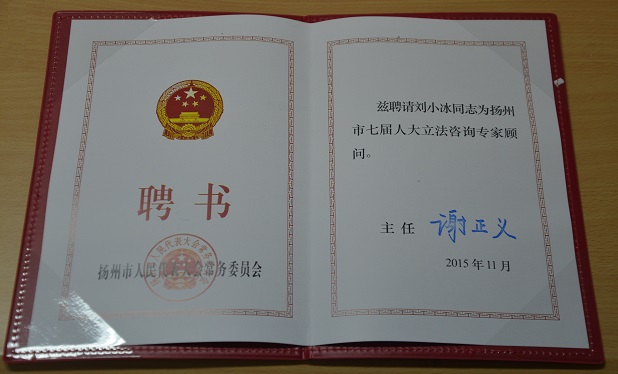 聘书
扬州市人民代表大会常务委员会
兹聘请刘小冰同志为扬州
市七届人大立法咨询专家顾
问。
主任 谢正义
2015年11月